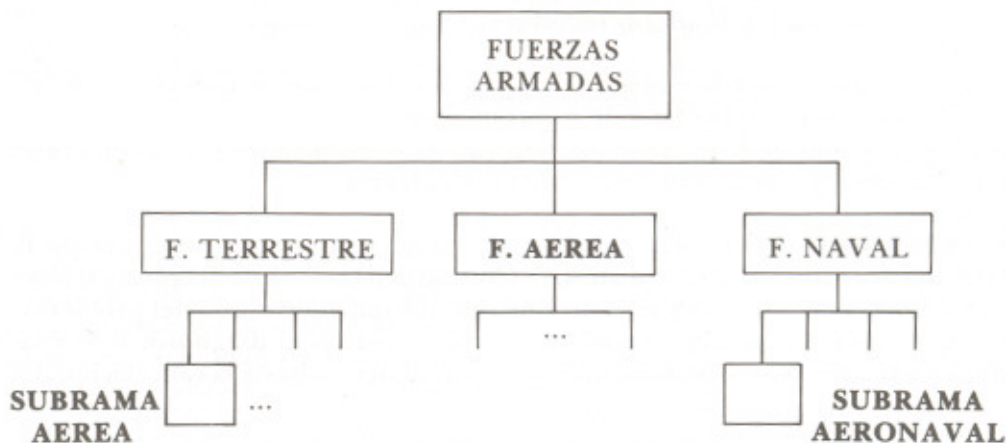 FUERZAS
ARMADAS
F. TERRESTRE
F. AEREA
F. NAVAL
...
SUBRAMA
AEREA
...
SUBRAMA
AERONAVAL